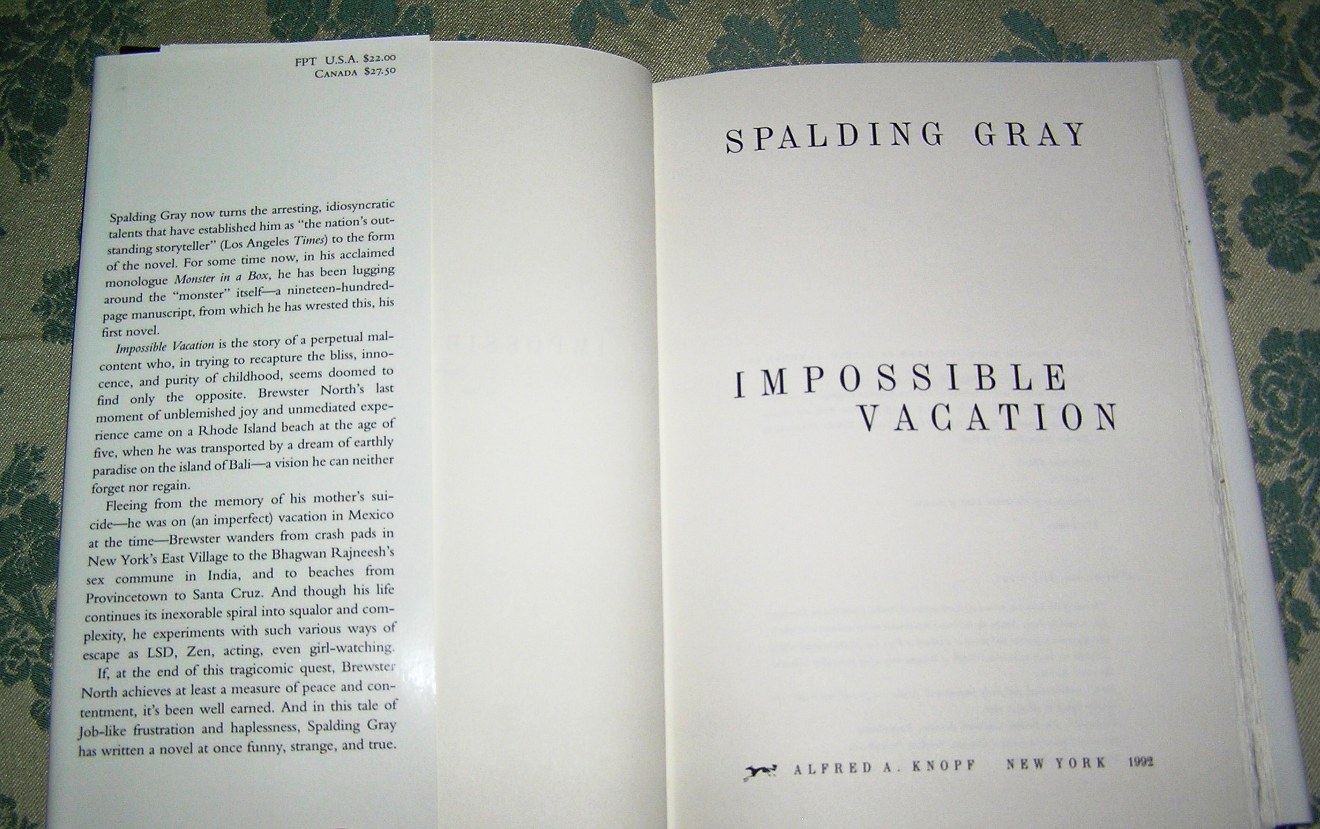 FPT U.S.A. $22.00
CANADA $27.50
Spalding Gray now turns the arresting, idiosyncratic
talents that have established him as “the nation’s out-
standing storyteller” (Los Angeles Times) to the form
of the novel. For some time now, in his acclaimed
monologue Monster in a Box, he has been lugging
around the “monster” itself—a nineteen-hundred-
page manuscript, from which he has wrested this, his
first novel.
Impossible Vacation is the story of a perpetual mal-
content who, in trying to recapture the bliss, inno-
cence, and purity of childhood, seems doomed to
find only the opposite. Brewster North’s last
moment of unblemished joy and unmediated expe-
rience came on a Rhode Island beach at the age of
five, when he was transported by a dream of earthly
paradise on the island of Bali—a vision he can neither
forget nor regain.
Fleeing from the memory of his mother’s sui-
cide—he was on (an imperfect) vacation in Mexico
at the time—Brewster wanders from crash pads in
New York’s East Village to the Bhagwan Rajneesh’s
sex commune in India, and to beaches from
Provincetown to Santa Cruz. And though his life
continues its inexorable spiral into squalor and com-
plexity, he experiments with such various ways of
escape as LSD, Zen, acting, even girl-watching.
If, at the end of this tragicomic quest, Brewster
North achieves at least a measure of peace and con-
tentment, it’s been well earned. And in this tale of
Job-like frustration and haplessness, Spalding Gray
has written a novel at once funny, strange, and true.
SPALDING GRAY
IMPOSSIBLE
VACATION
ALFRED A. KNOPF NEW YORK 1992